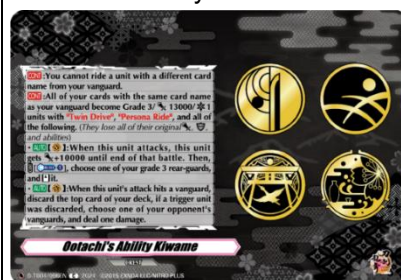 CONT:You cannot ride a unit with a different card
name from your vanguard.
CONT:All of your cards with the same card name
as your vanguard become Grade 3/ 13000/ 1
units with "Twin Drive", "Persona Ride", and all of
the following. (They lose all of their original ,
and abilities)
• AUTO[ ]:When this unit attacks, this unit
gets +10000 until end of that battle. Then,
choose one of your grade 3 rear-guards,
and [ ]it.
• AUTO[ ]:When this unit's attack hits a vanguard,
discard the top card of your deck, if a trigger unit
was discarded, choose one of your opponent's
vanguards, and deal one damage.
Ootachi's Ability Kiwame